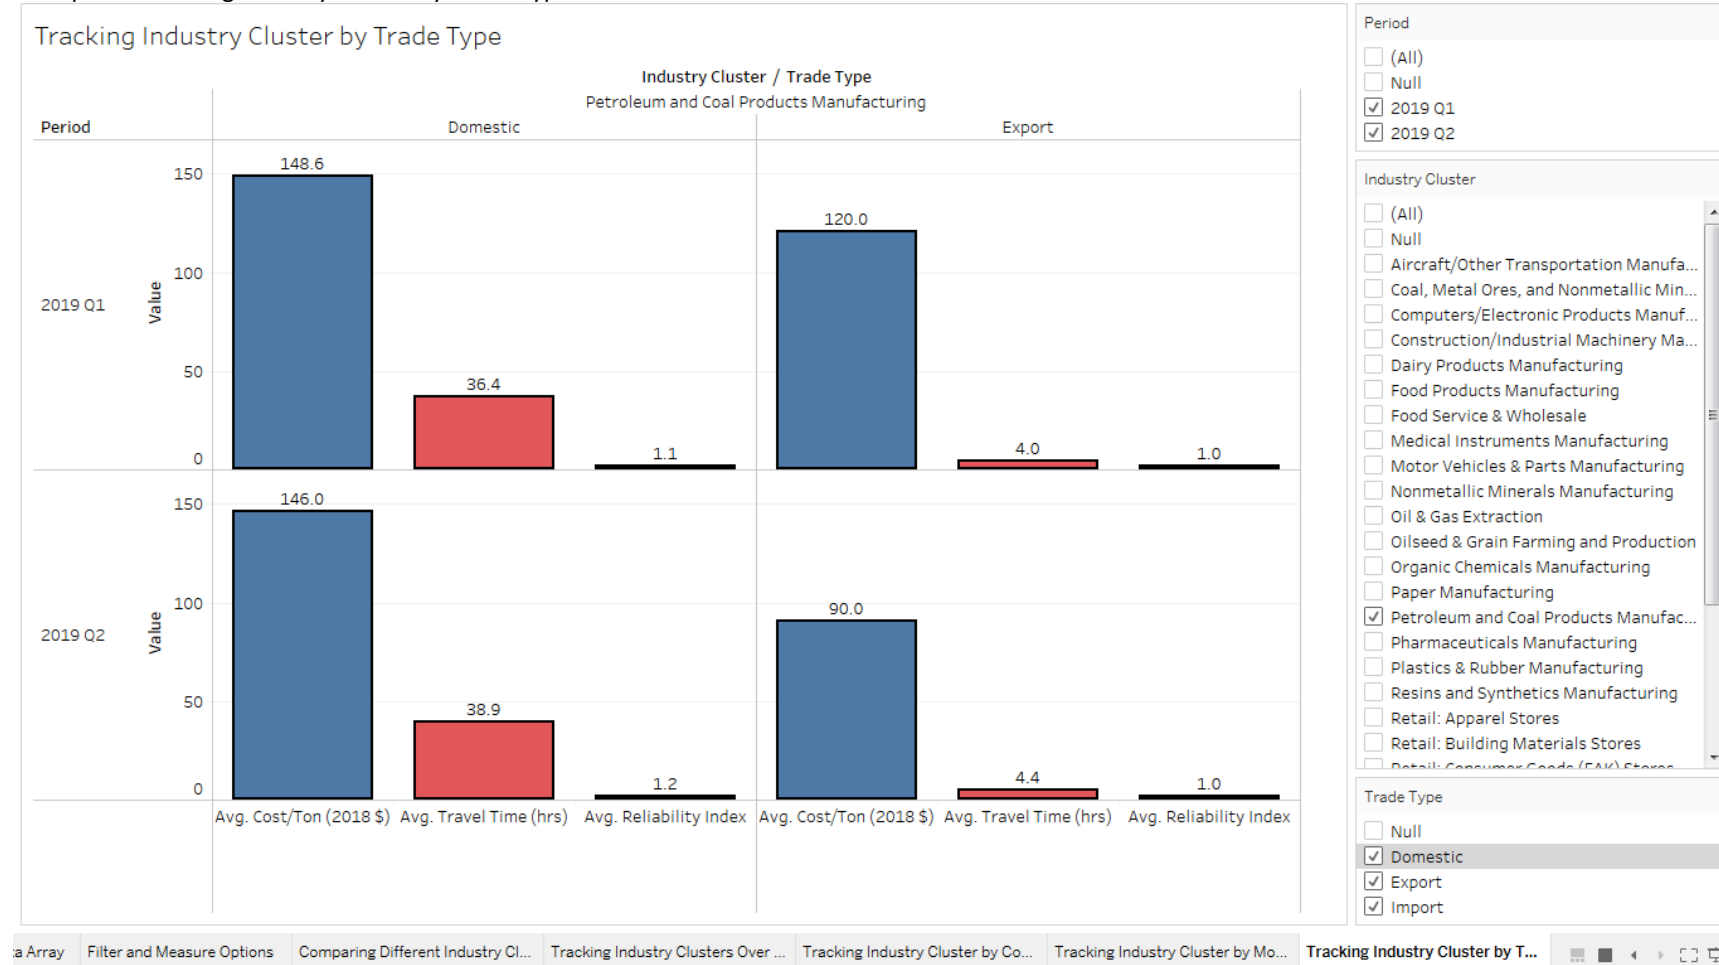 Tracking Industry Cluster by Trade Type
Industry Cluster / Trade Type
Petroleum and Coal Products Manufacturing
Period
Domestic
Export
2019 Q1
Value
150
100
50
0
148.6
36.4
1.1
120.0
4.0
1.0
2019 Q2
Value
150
100
50
0
146.0
38.9
1.2
90.0
4.4
1.0
Avg. Cost/Ton (2018 $)
Avg. Travel Time (hrs)
Avg. Reliability Index
Avg. Cost/Ton (2018 $)
Avg. Travel Time (hrs)
Avg. Reliability Index
Period
(All)
Null
2019 Q1
2019 Q2
Industry Cluster
(All)
Null
Aircraft/Other Transportation Manufa...
Coal, Metal Ores, and Nonmetallic Min...
Computers/Electronic Products Manuf...
Construction/Industrial Machinery Ma...
Dairy Products Manufacturing
Food Products Manufacturing
Food Service & Wholesale
Medical Instruments Manufacturing
Motor Vehicles & Parts Manufacturing
Nonmetallic Minerals Manufacturing
Oil & Gas Extraction
Oilseed & Grain Farming and Production
Organic Chemicals Manufacturing
Paper Manufacturing
Petroleum and Coal Products Manufac...
Pharmaceuticals Manufacturing
Plastics & Rubber Manufacturing
Resins and Synthetics Manufacturing
Retail: Apparel Stores
Retail: Building Materials Stores
Retail: Consumer Goods (FAK) Stores
Trade Type
Null
Domestic
Export
Import
a Array
Filter and Measure Options
Comparing Different Industry Cl...
Tracking Industry Clusters Over ...
Tracking Industry Cluster by Co...
Tracking Industry Cluster by Mo...
Tracking Industry Cluster by T...